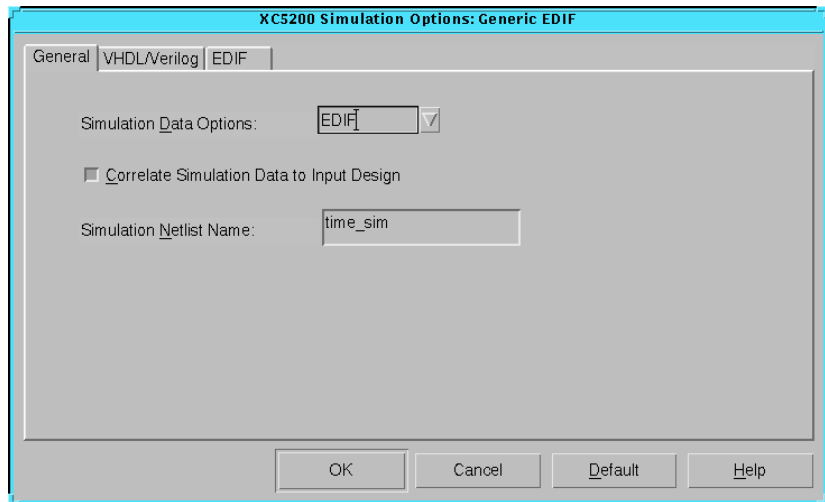 XC5200 Simulation Options: Generic EDIF
General VHDL/Verilog EDIF
Simulation Data Options: EDIF
Correlate Simulation Data to Input Design
Simulation Netlist Name: time_sim
OK Cancel Default Help